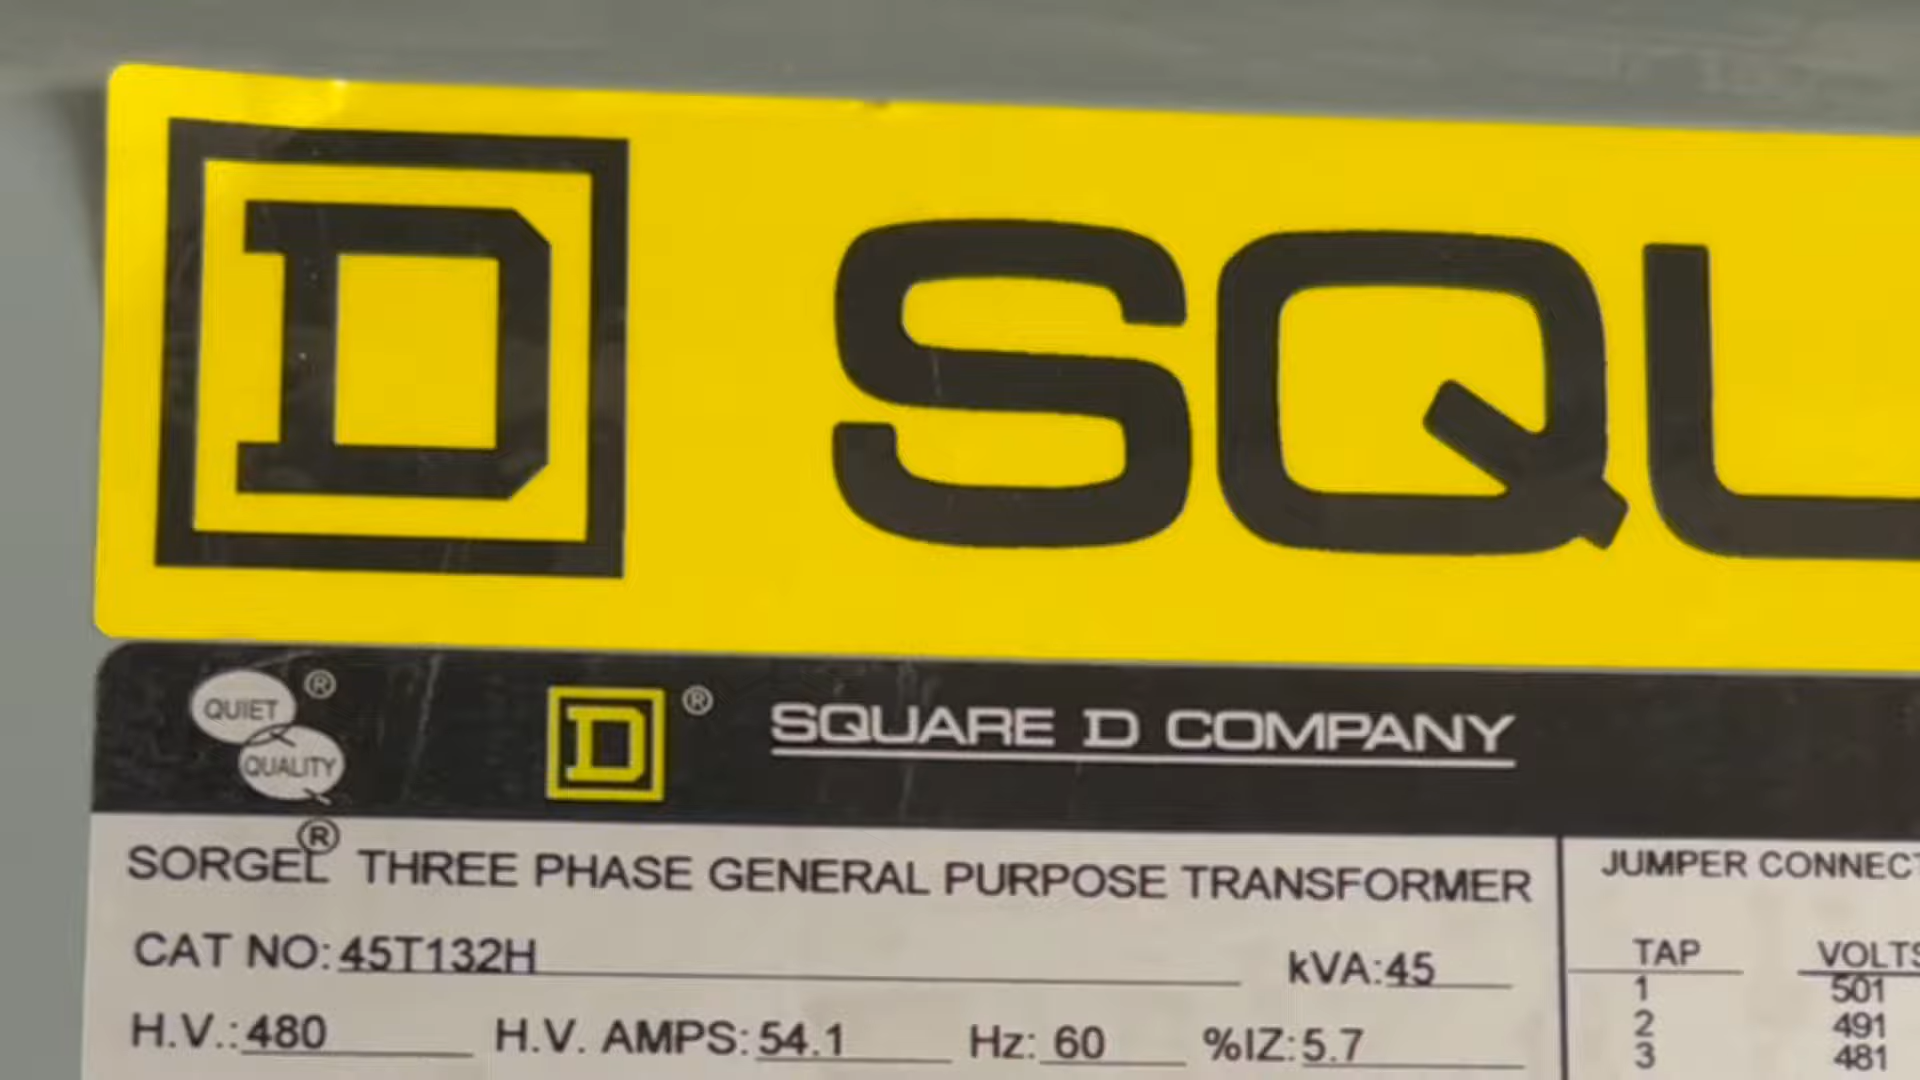 D SQU
QUIET ®
QUALITY
D ® SQUARE D COMPANY
SORGEL® THREE PHASE GENERAL PURPOSE TRANSFORMER
CAT NO: 45T132H kVA: 45
H.V.: 480 H.V. AMPS: 54.1 Hz: 60 %IZ: 5.7
JUMPER CONNECT
TAP VOLTS
1 501
2 491
3 481